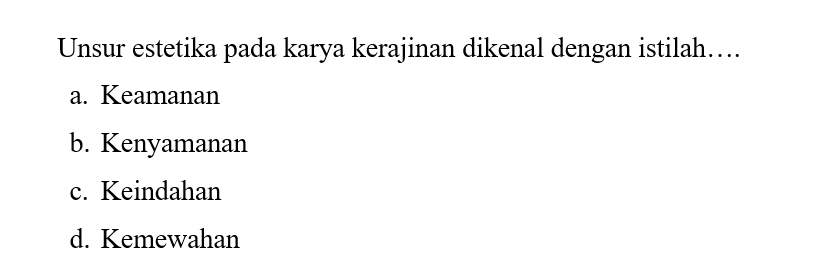 Unsur estetika pada karya kerajinan dikenal dengan istilah….
a. Keamanan
b. Kenyamanan
c. Keindahan
d. Kemewahan